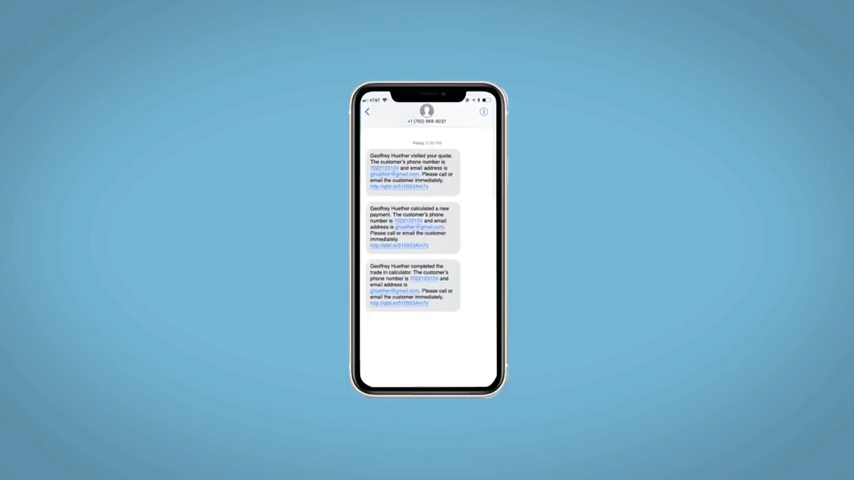 AT&T
+1 (702) 968-9237
Friday 3:35 PM
Geoffrey Huether visited your quote.
The customer's phone number is
7022123124 and email address is
ghuether@gmail.com. Please call or
email the customer immediately.
Geoffrey Huether calculated a new
payment. The customer's phone
number is 7022123124 and email
address is ghuether@gmail.com.
Please call or email the customer
immediately.
Geoffrey Huether completed the
trade in calculator. The customer's
phone number is 7022123124 and
email address is
ghuether@gmail.com. Please call or
email the customer immediately.